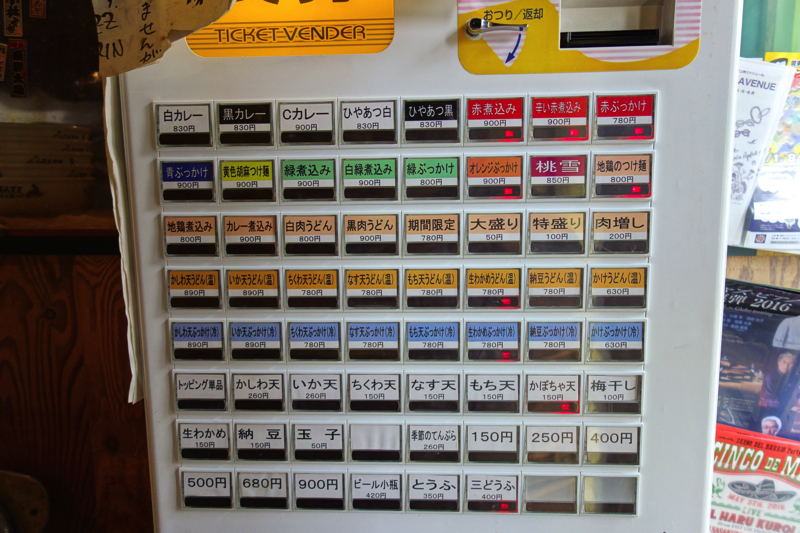 TICKET VENDER
おつり／返却
白カレー 830円
黒カレー 830円
Cカレー 900円
ひやあつ白 830円
ひやあつ黒 830円
赤煮込み 900円
辛い赤煮込み 900円
赤ぶっかけ 780円
青ぶっかけ 900円
黄色胡麻つけ麺 900円
緑煮込み 900円
白緑煮込み 900円
緑ぶっかけ 800円
オレンジぶっかけ 900円
桃雪 850円
地鶏のつけ麺 800円
地鶏煮込み 800円
カレー煮込み 900円
白肉うどん 800円
黒肉うどん 900円
期間限定 780円
大盛り 50円
特盛り 100円
肉増し 200円
かしわ天うどん(温) 890円
いか天うどん(温) 890円
ちくわ天うどん(温) 780円
なす天うどん(温) 780円
もち天うどん(温) 780円
生わかめうどん(温) 780円
納豆うどん(温) 780円
かけうどん(温) 630円
かしわ天ぶっかけ(冷) 890円
いか天ぶっかけ(冷) 890円
ちくわ天ぶっかけ(冷) 780円
なす天ぶっかけ(冷) 780円
もち天ぶっかけ(冷) 780円
生わかめぶっかけ(冷) 780円
納豆ぶっかけ(冷) 780円
かけぶっかけ(冷) 630円
トッピング単品
かしわ天 260円
いか天 260円
ちくわ天 150円
なす天 150円
もち天 150円
かぼちゃ天 150円
梅干し 100円
生わかめ 150円
納豆 150円
玉子 50円
季節のてんぷら 260円
150円
250円
400円
500円
680円
900円
ビール小瓶 420円
とうふ 350円
三どうふ 400円
AVENUE
2016
CINCO DE M
MAY 5TH, 2016
LIVE
HARU KUROI